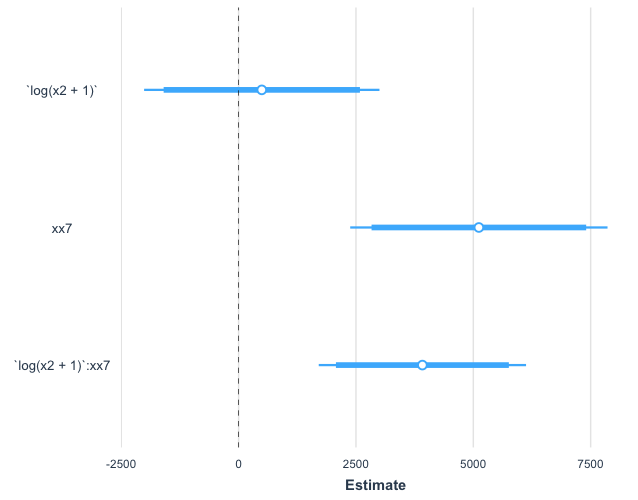 `log(x2 + 1)`
xx7
`log(x2 + 1)`:xx7
-2500 0 2500 5000 7500
Estimate